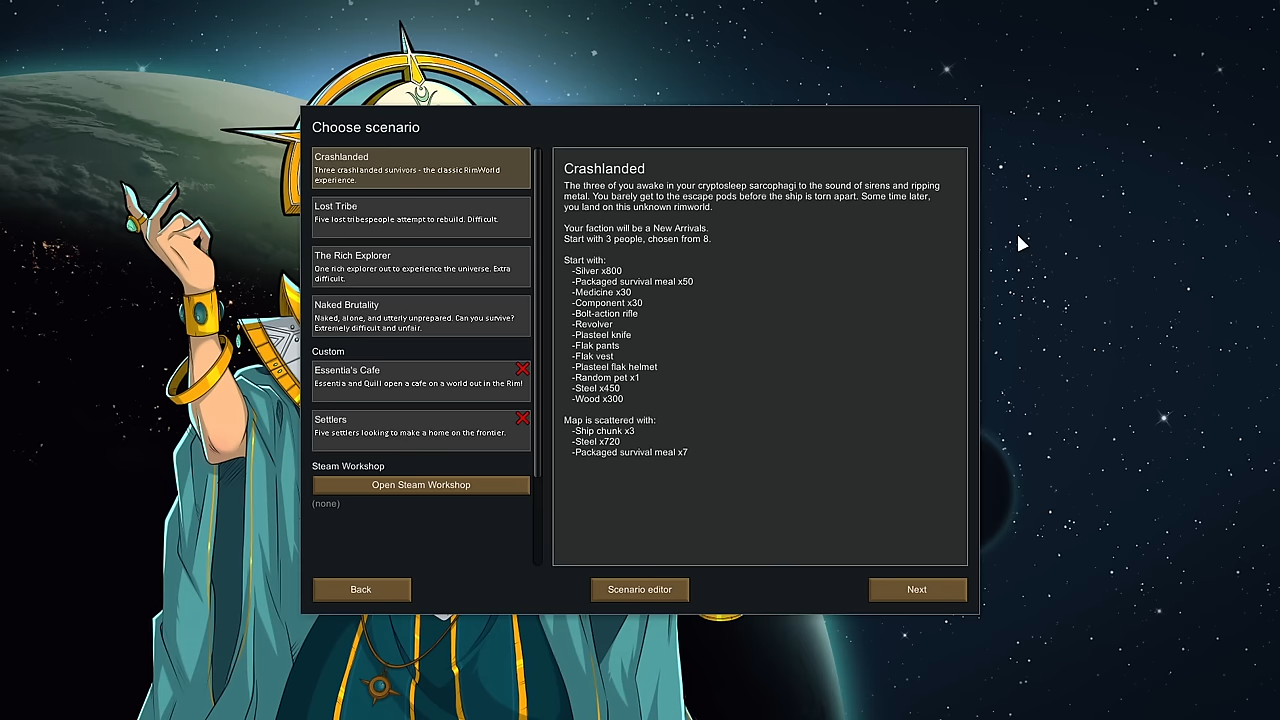 Choose scenario
Crashlanded
Three crashlanded survivors - the classic RimWorld
experience.
Lost Tribe
Five lost tribespeople attempt to rebuild. Difficult.
The Rich Explorer
One rich explorer out to experience the universe. Extra
difficult.
Naked Brutality
Naked, alone, and utterly unprepared. Can you survive?
Extremely difficult and unfair.
Custom
Essentia's Cafe
Essentia and Quill open a cafe on a world out in the Rim!
Settlers
Five settlers looking to make a home on the frontier.
Steam Workshop
Open Steam Workshop
(none)
Crashlanded
The three of you awake in your cryptosleep sarcophagi to the sound of sirens and ripping
metal. You barely get to the escape pods before the ship is torn apart. Some time later,
you land on this unknown rimworld.
Your faction will be a New Arrivals.
Start with 3 people, chosen from 8.
Start with:
-Silver x800
-Packaged survival meal x50
-Medicine x30
-Component x30
-Bolt-action rifle
-Revolver
-Plasteel knife
-Flak pants
-Flak vest
-Plasteel flak helmet
-Random pet x1
-Steel x450
-Wood x300
Map is scattered with:
-Ship chunk x3
-Steel x720
-Packaged survival meal x7
Back
Scenario editor
Next